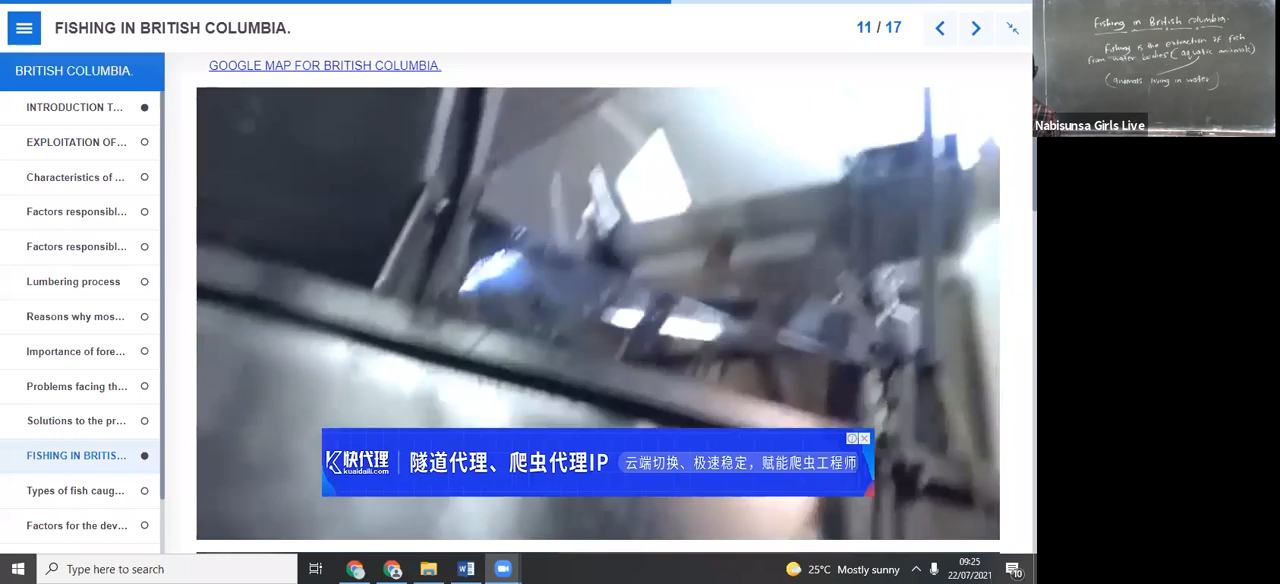 FISHING IN BRITISH COLUMBIA.
11 / 17
BRITISH COLUMBIA.
INTRODUCTION T...
EXPLOITATION OF...
Characteristics of ...
Factors responsibl...
Factors responsibl...
Lumbering process
Reasons why mos...
Importance of fore...
Problems facing th...
Solutions to the pr...
FISHING IN BRITIS...
Types of fish caug...
Factors for the dev...
GOOGLE MAP FOR BRITISH COLUMBIA.
快代理
kuaidaili.com
隧道代理、爬虫代理IP
云端切换、极速稳定，赋能爬虫工程师
Fishing in British Columbia.
Fishing is the extraction of fish
from water bodies (aquatic animals)
(animals living in water)
Nabisunsa Girls Live
Type here to search
25°C Mostly sunny
09:25
22/07/2021
10